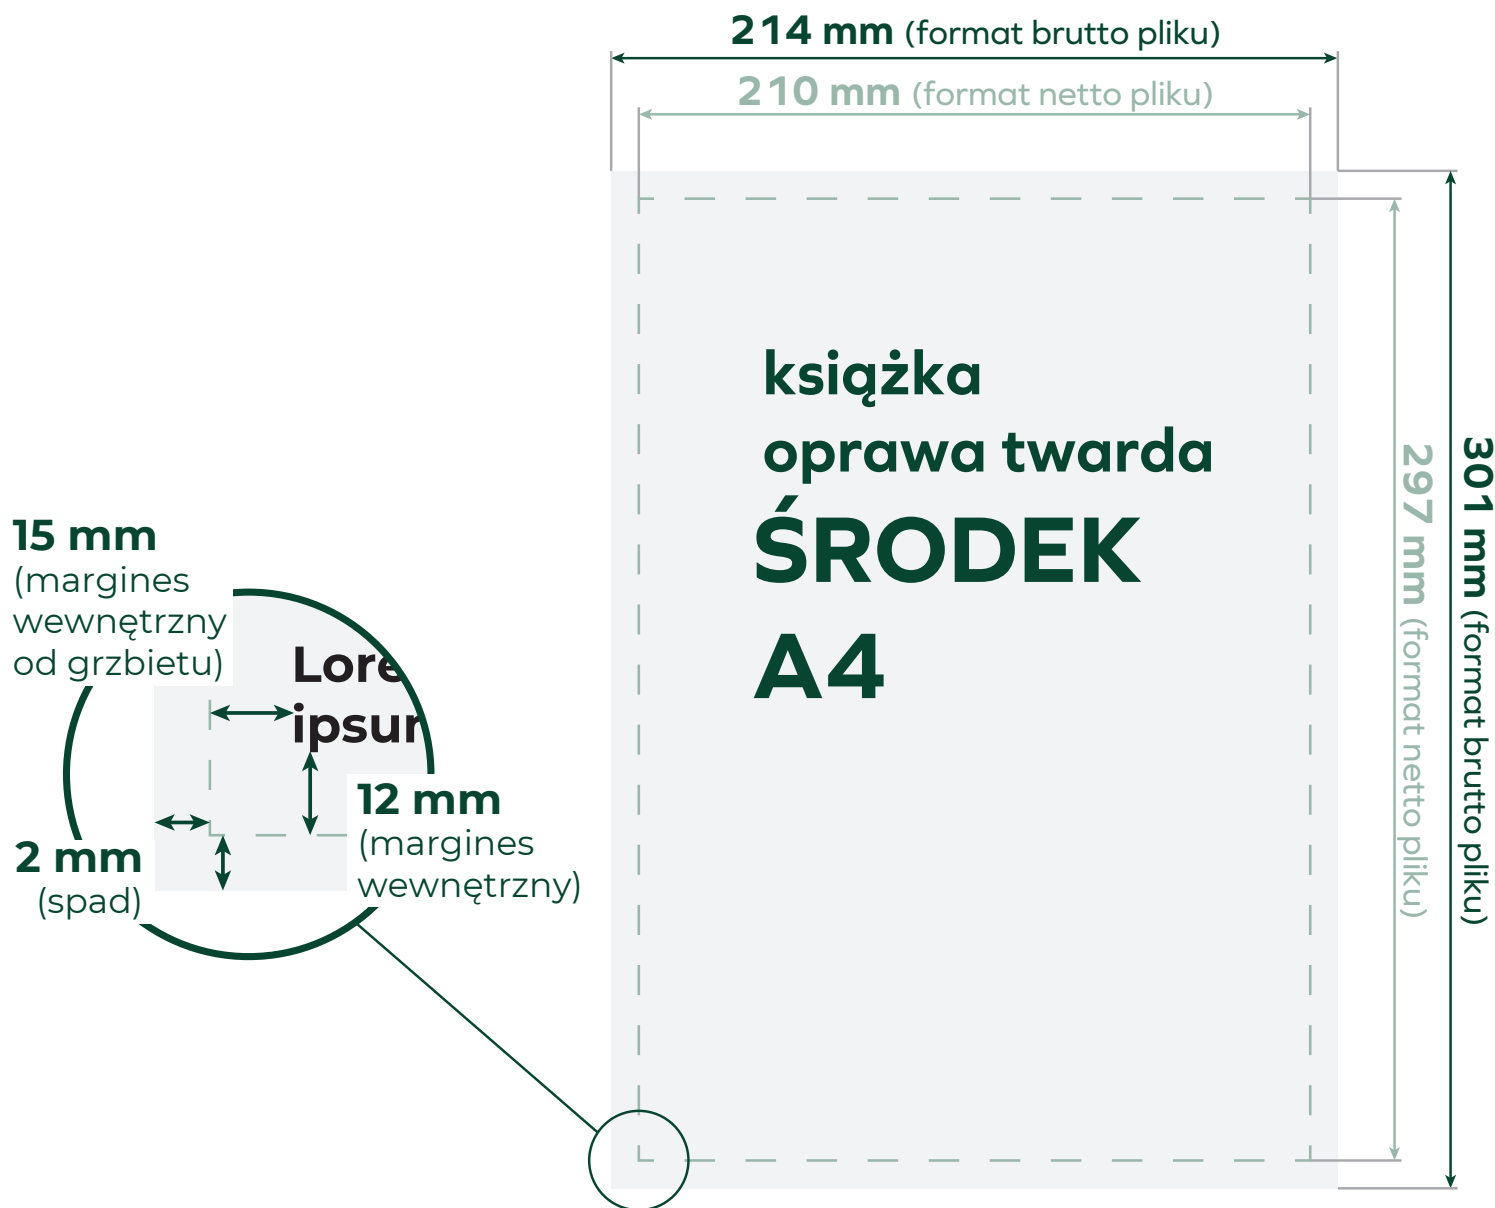 214 mm (format brutto pliku)
210 mm (format netto pliku)
książka
oprawa twarda
ŚRODEK
A4
297 mm (format netto pliku)
301 mm (format brutto pliku)
15 mm
(margines
wewnętrzny
od grzbietu)
Lore
ipsur
12 mm
(margines
wewnętrzny)
2 mm
(spad)